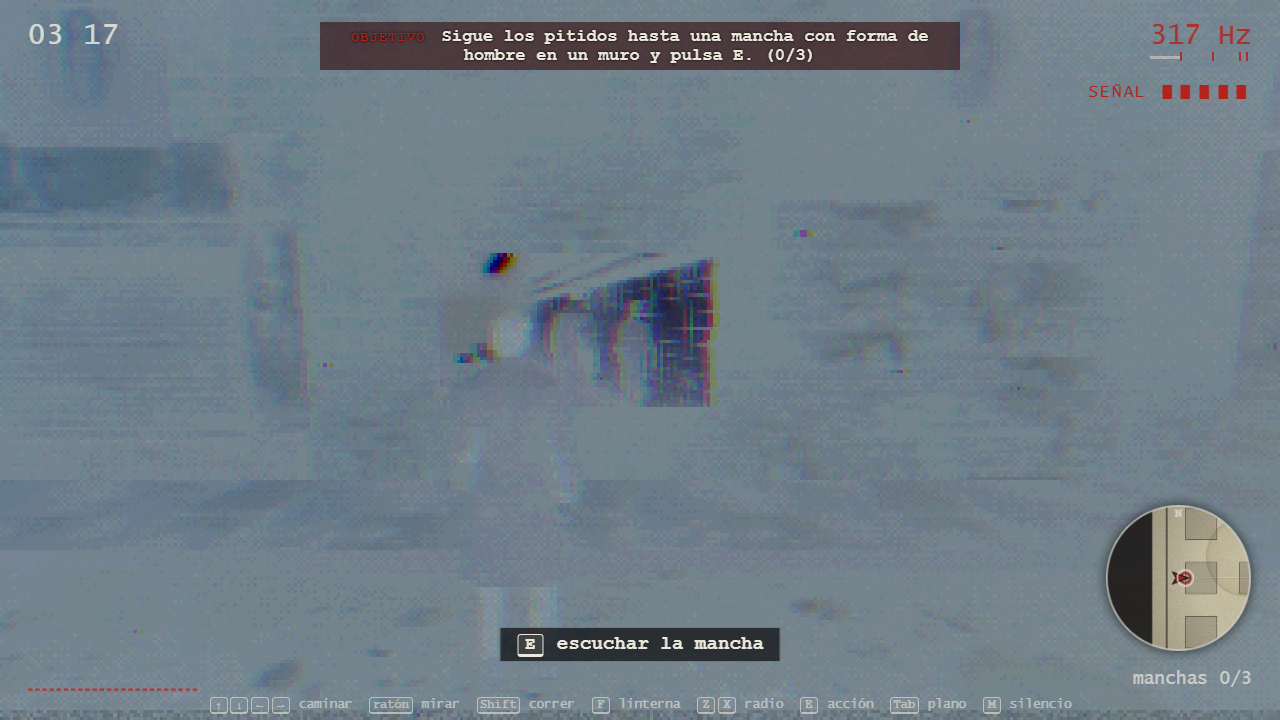 03 17
OBJETIVO Sigue los pitidos hasta una mancha con forma de
hombre en un muro y pulsa E. (0/3)
317 Hz
SEÑAL
N
E escuchar la mancha
manchas 0/3
↑ ↓ ← → caminar ratón mirar Shift correr F linterna Z X radio E acción Tab plano M silencio